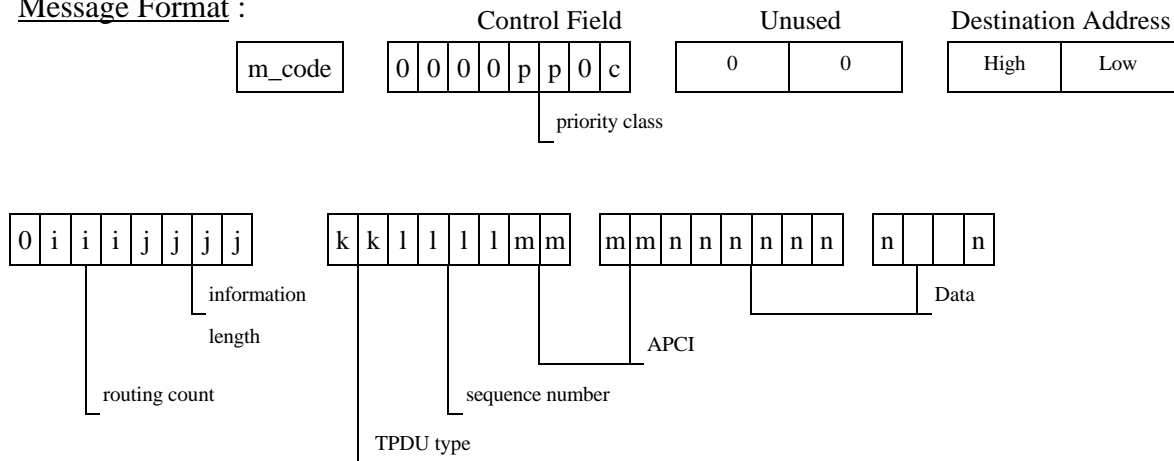 Message Format :
Control Field Unused Destination Address
m_code 0 0 0 0 p p 0 c 0 0 High Low
priority class
0 i i i j j j j k k l l l l m m m m n n n n n n n n
information
length
Data
APCI
routing count
sequence number
TPDU type